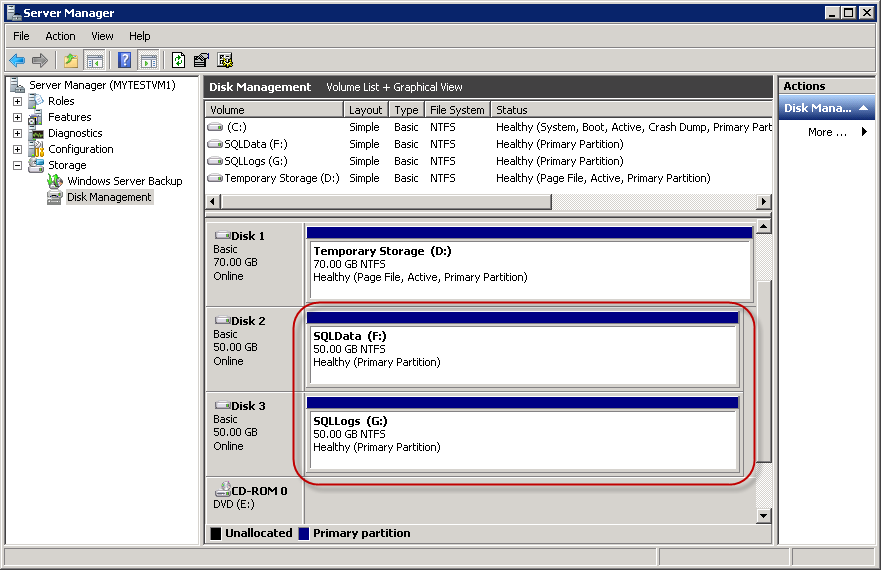 Server Manager
File Action View Help
Server Manager (MYTESTVM1)
Roles
Features
Diagnostics
Configuration
Storage
Windows Server Backup
Disk Management
Disk Management Volume List + Graphical View
Volume Layout Type File System Status
(C:) Simple Basic NTFS Healthy (System, Boot, Active, Crash Dump, Primary Part
SQLData (F:) Simple Basic NTFS Healthy (Primary Partition)
SQLLogs (G:) Simple Basic NTFS Healthy (Primary Partition)
Temporary Storage (D:) Simple Basic NTFS Healthy (Page File, Active, Primary Partition)
Disk 1
Basic
70.00 GB
Online
Temporary Storage (D:)
70.00 GB NTFS
Healthy (Page File, Active, Primary Partition)
Disk 2
Basic
50.00 GB
Online
SQLData (F:)
50.00 GB NTFS
Healthy (Primary Partition)
Disk 3
Basic
50.00 GB
Online
SQLLogs (G:)
50.00 GB NTFS
Healthy (Primary Partition)
CD-ROM 0
DVD (E:)
Unallocated Primary partition
Actions
Disk Mana...
More ...